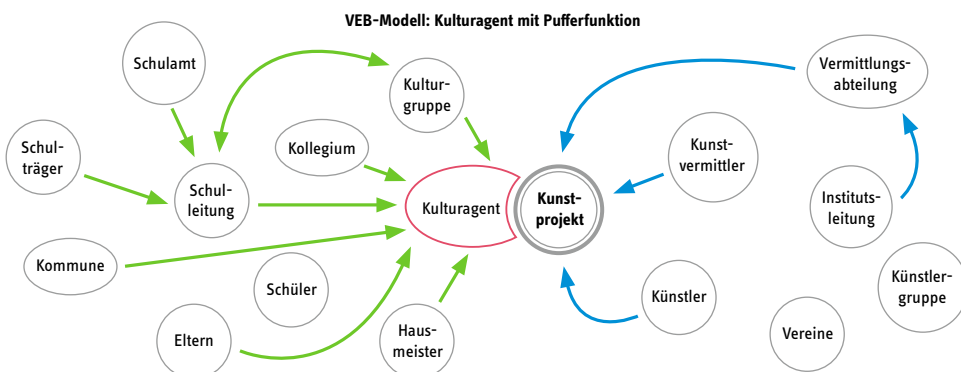 VEB-Modell: Kulturagent mit Pufferfunktion
Schulamt
Kultur-
gruppe
Vermittlungs-
abteilung
Schul-
träger
Kollegium
Kunst-
vermittler
Schul-
leitung
Kulturagent
Kunst-
projekt
Instituts-
leitung
Kommune
Schüler
Künstler
Künstler-
gruppe
Eltern
Haus-
meister
Vereine